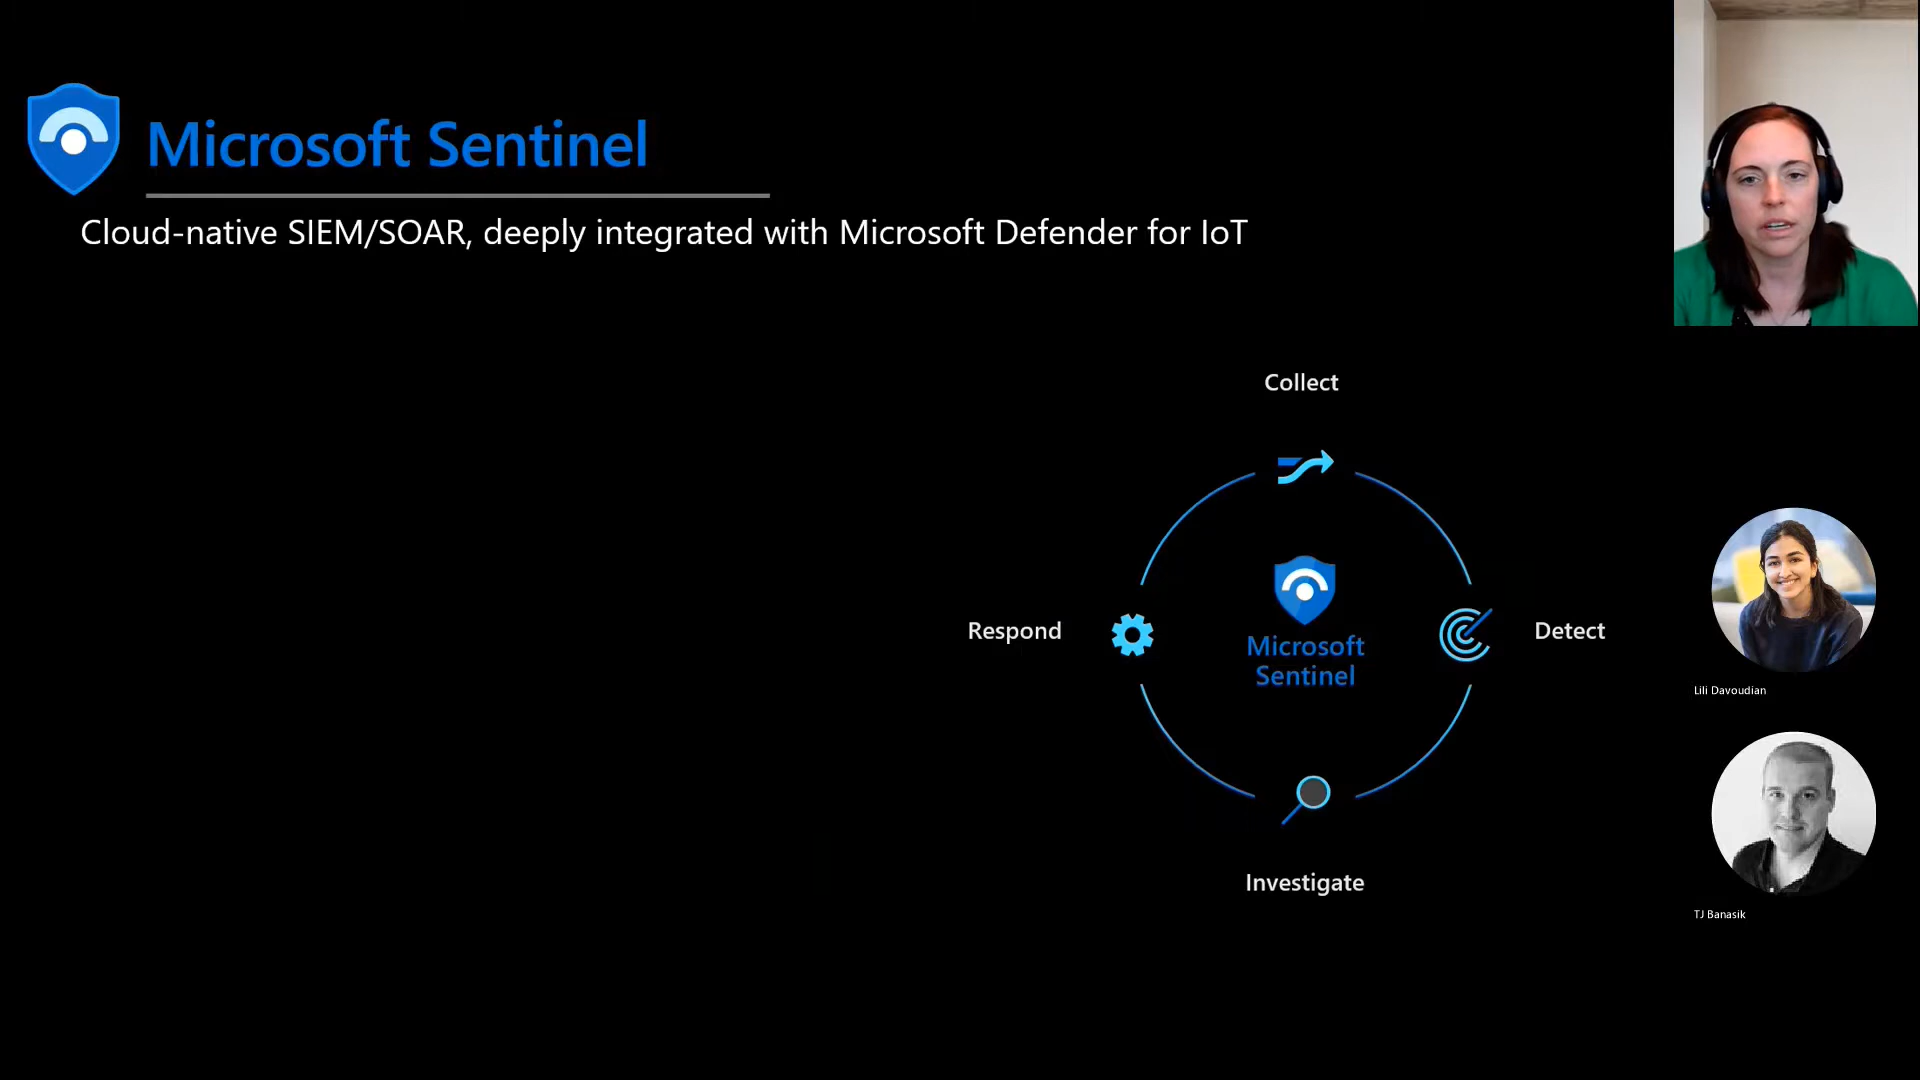 Microsoft Sentinel
Cloud-native SIEM/SOAR, deeply integrated with Microsoft Defender for IoT
Collect
Respond
Microsoft
Sentinel
Detect
Investigate
Lili Davoudian
TJ Banasik